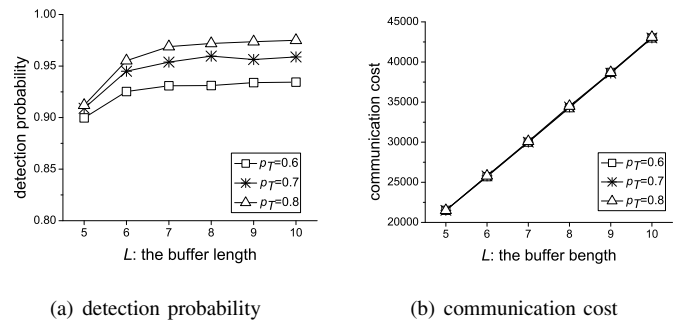 1.00
0.95
0.90
0.85
0.80
detection probability
p_T=0.6
p_T=0.7
p_T=0.8
5 6 7 8 9 10
L: the buffer length
(a) detection probability
45000
40000
35000
30000
25000
20000
communication cost
p_T=0.6
p_T=0.7
p_T=0.8
5 6 7 8 9 10
L: the buffer bength
(b) communication cost